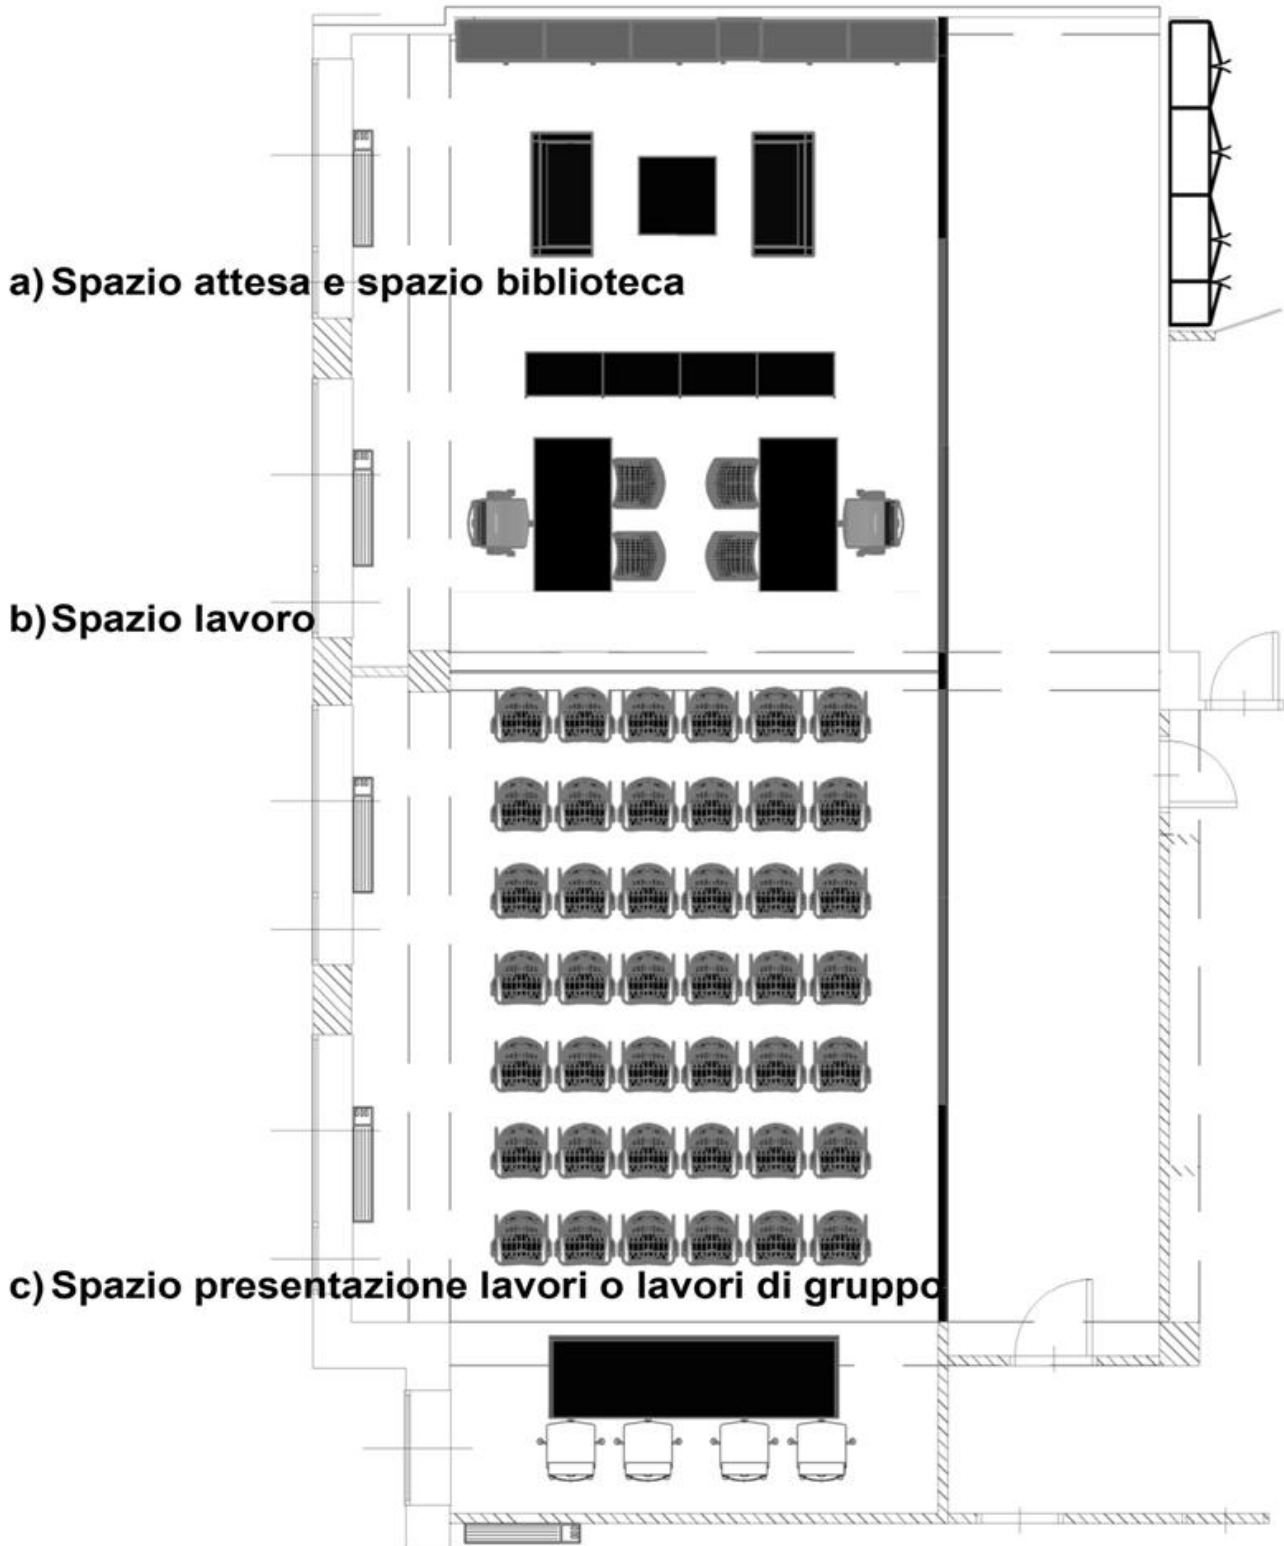 a) Spazio attesa e spazio biblioteca
b) Spazio lavoro
c) Spazio presentazione lavori o lavori di gruppo